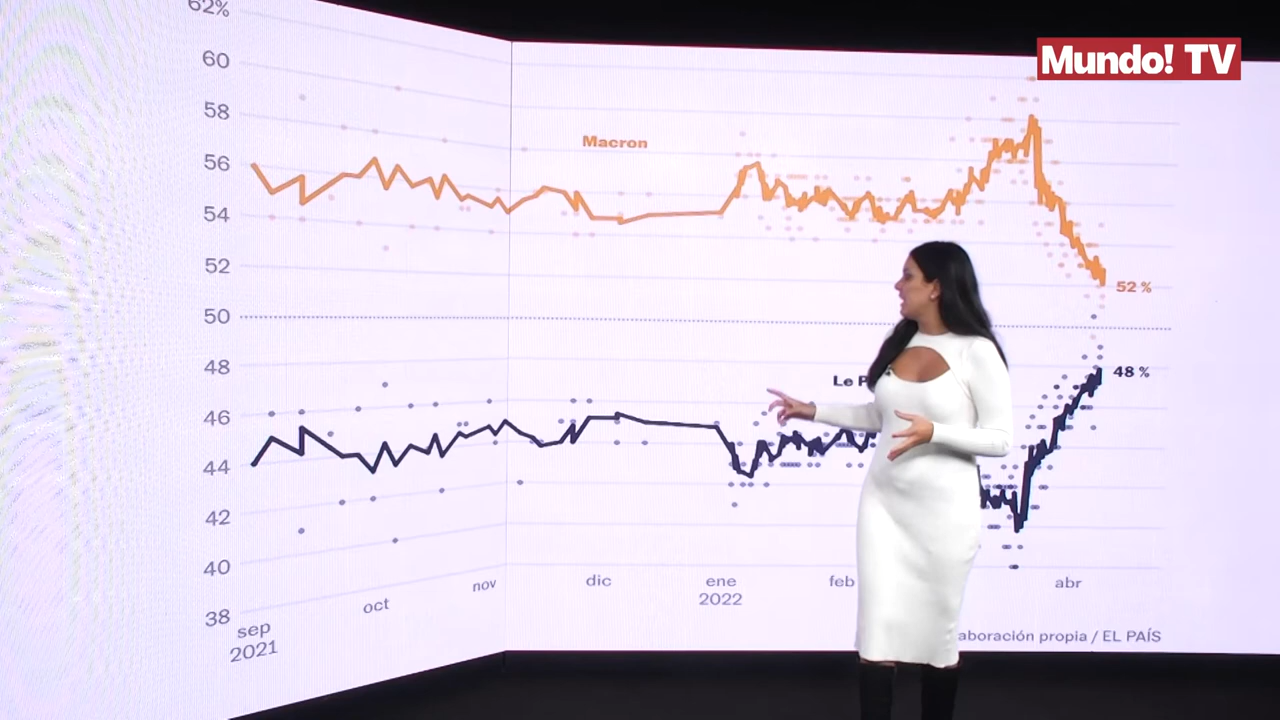 62%
Mundo! TV
60
58
Macron
56
54
52
52 %
50
48
48 %
Le P
46
44
42
40
38
sep
2021
oct
nov
dic
ene
2022
feb
abr
aboración propia / EL PAÍS